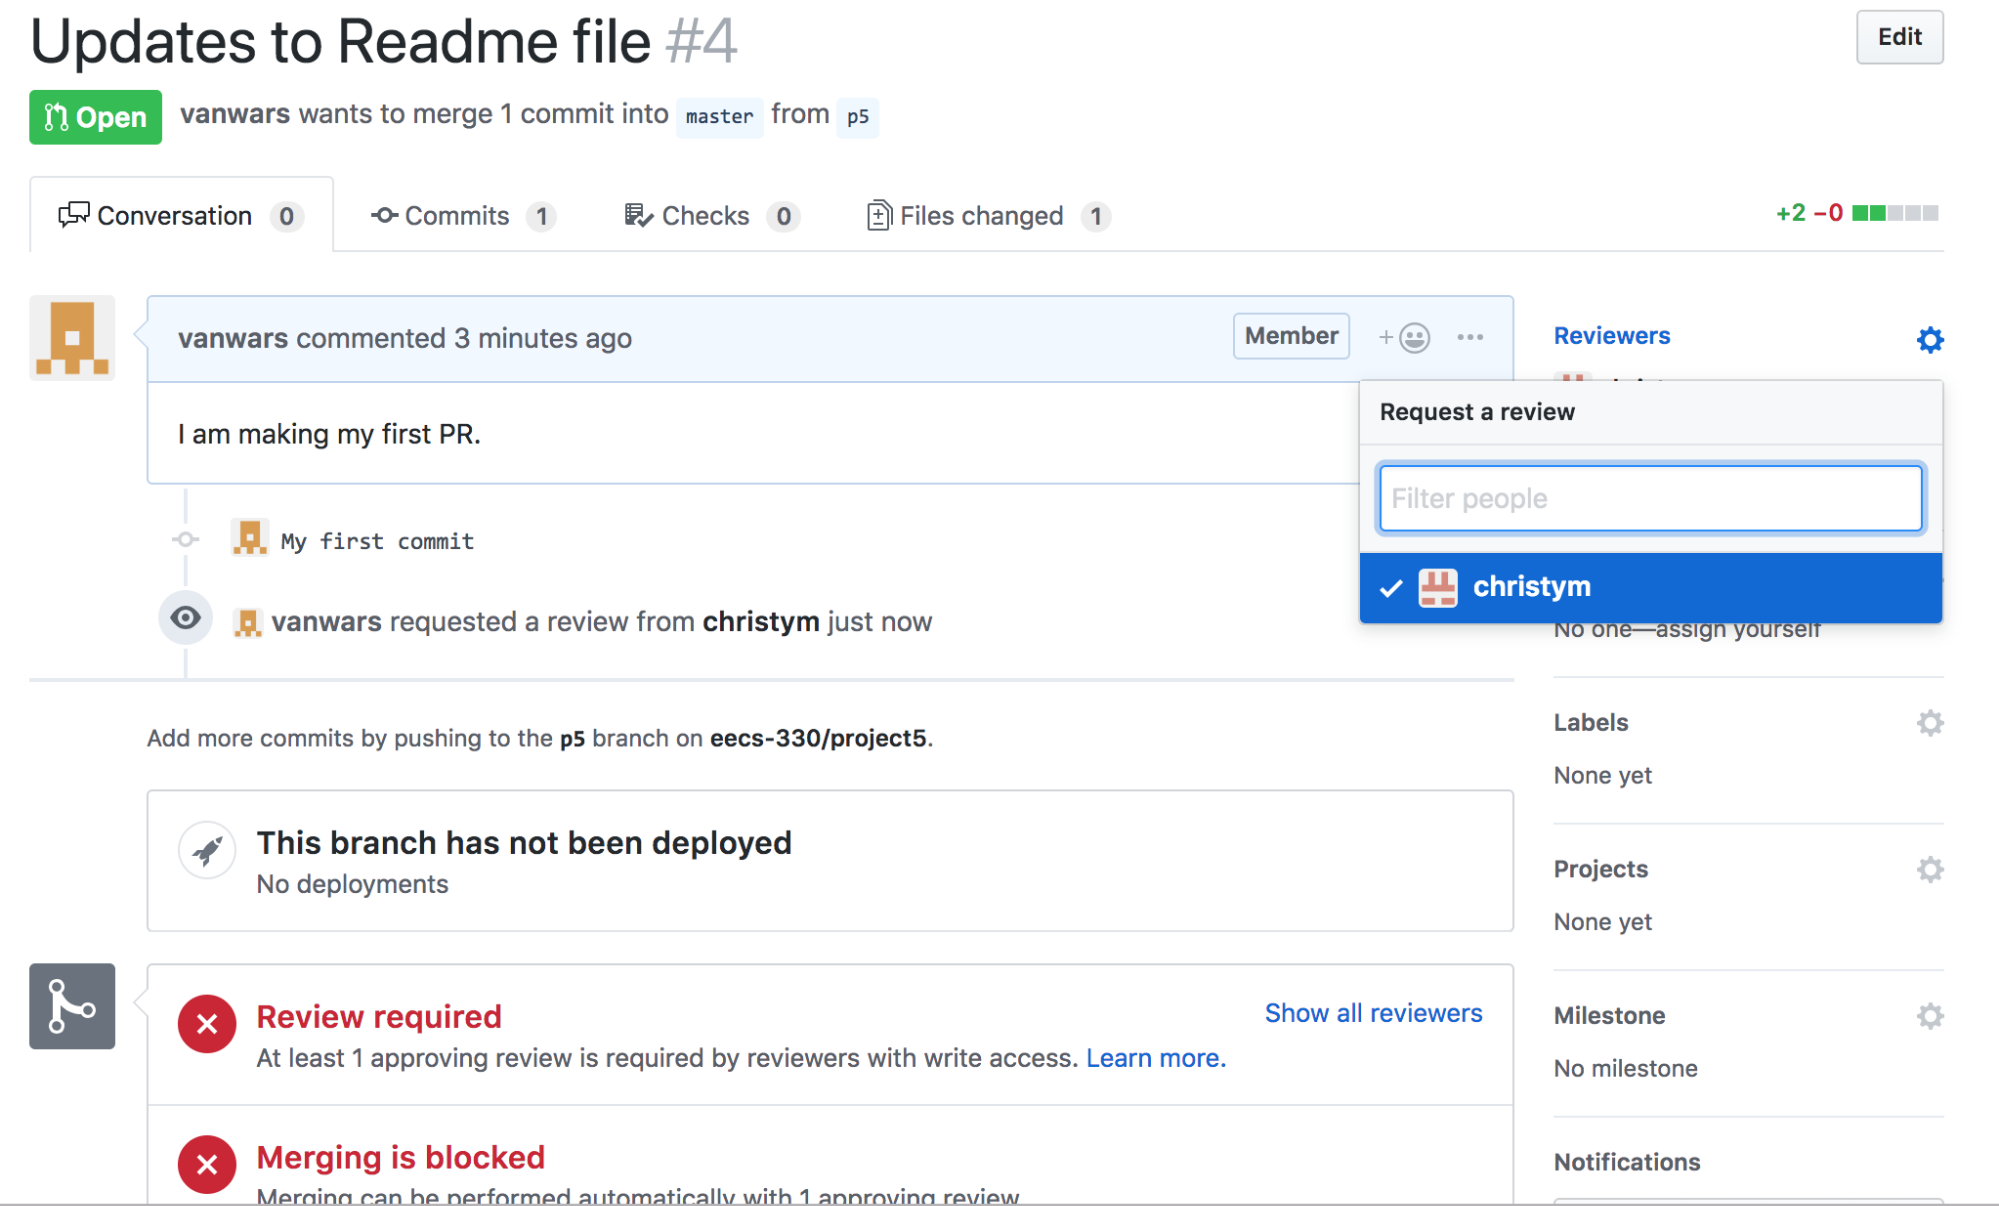 Updates to Readme file #4
Edit
Open
vanwars wants to merge 1 commit into master from p5
Conversation 0
Commits 1
Checks 0
Files changed 1
+2 −0
vanwars commented 3 minutes ago
Member
I am making my first PR.
My first commit
vanwars requested a review from christym just now
Reviewers
Request a review
Filter people
christym
No one—assign yourself
Labels
None yet
Projects
None yet
Milestone
No milestone
Notifications
Add more commits by pushing to the p5 branch on eecs-330/project5.
This branch has not been deployed
No deployments
Review required
Show all reviewers
At least 1 approving review is required by reviewers with write access. Learn more.
Merging is blocked
Merging can be performed automatically with 1 approving review